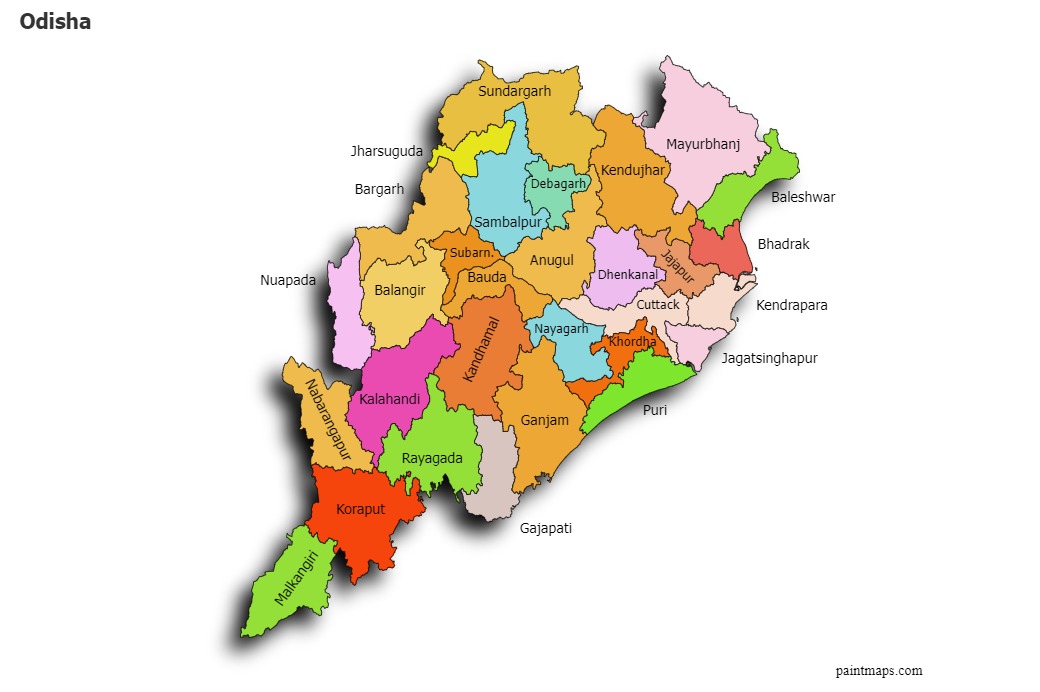 Odisha
Sundargarh
Mayurbhanj
Jharsuguda
Kendujhar
Debagarh
Bargarh
Baleshwar
Sambalpur
Bhadrak
Subarn.
Anugul
Jajapur
Dhenkanal
Nuapada
Bauda
Balangir
Cuttack
Kendrapara
Nayagarh
Khordha
Kandhamal
Jagatsinghapur
Kalahandi
Puri
Nabarangapur
Ganjam
Rayagada
Koraput
Gajapati
Malkangiri
paintmaps.com